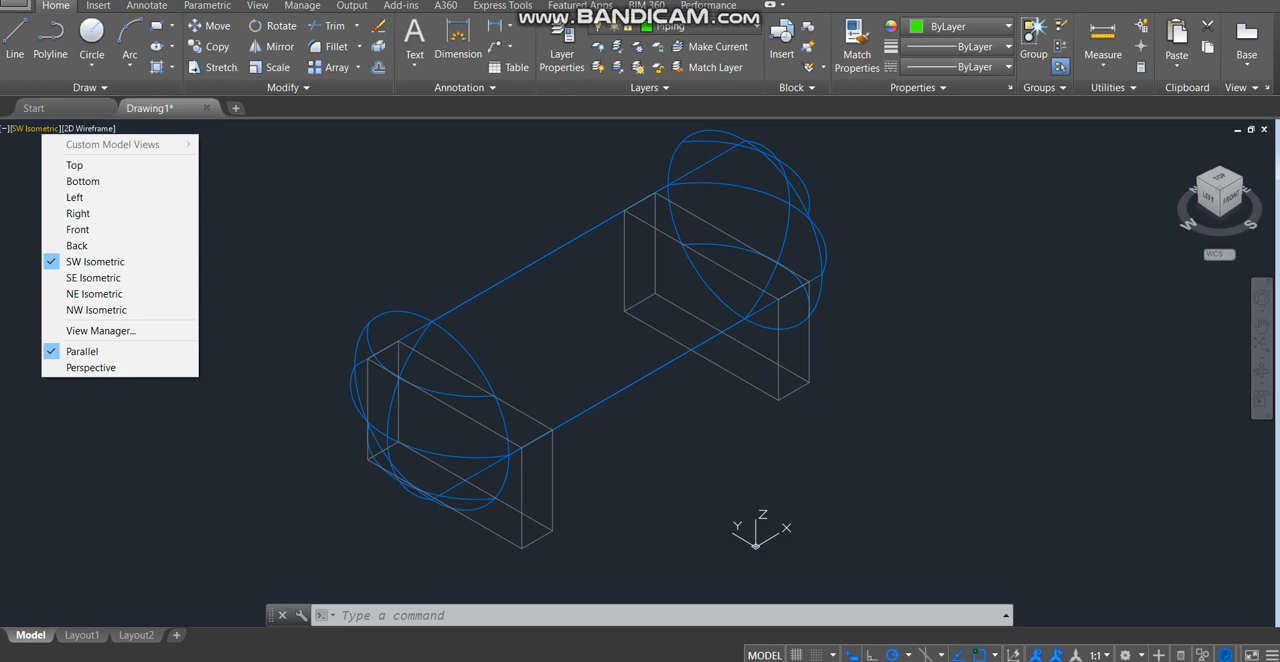 Home Insert Annotate Parametric View Manage Output Add-ins A360 Express Tools Featured Apps BIM 360 Performance
www.BANDICAM.com
Line Polyline Circle Arc
Move Rotate Trim
Copy Mirror Fillet
Stretch Scale Array
Text Dimension Table
Layer Properties
Piping
Make Current
Match Layer
Insert
Match Properties
ByLayer
ByLayer
ByLayer
Group Measure Paste Base
Draw Modify Annotation Layers Block Properties Groups Utilities Clipboard View
Start Drawing1*
[−][SW Isometric][2D Wireframe]
Custom Model Views
Top
Bottom
Left
Right
Front
Back
SW Isometric
SE Isometric
NE Isometric
NW Isometric
View Manager...
Parallel
Perspective
TOP
LEFT FRONT
W S
WCS
Z
Y X
Type a command
Model Layout1 Layout2
MODEL 1:1